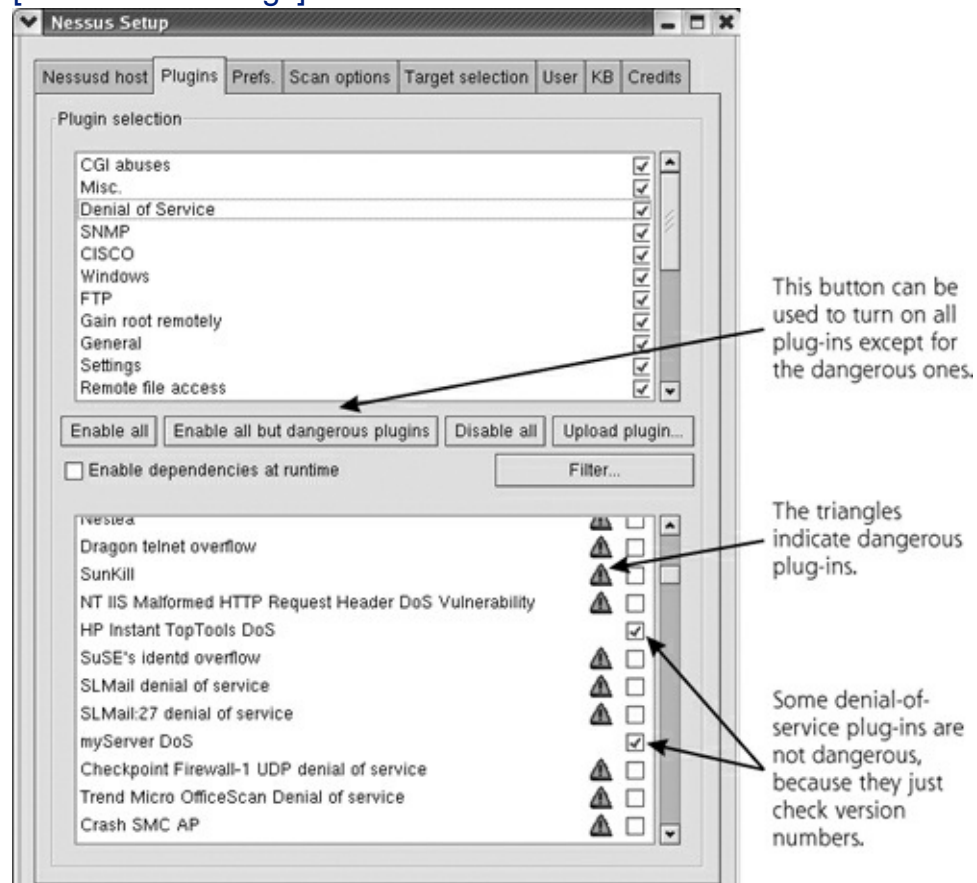 Nessus Setup
Nessusd host Plugins Prefs. Scan options Target selection User KB Credits
Plugin selection
CGI abuses
Misc.
Denial of Service
SNMP
CISCO
Windows
FTP
Gain root remotely
General
Settings
Remote file access
Enable all Enable all but dangerous plugins Disable all Upload plugin...
Enable dependencies at runtime Filter...
Nestea
Dragon telnet overflow
SunKill
NT IIS Malformed HTTP Request Header DoS Vulnerability
HP Instant TopTools DoS
SuSE's identd overflow
SLMail denial of service
SLMail:27 denial of service
myServer DoS
Checkpoint Firewall-1 UDP denial of service
Trend Micro OfficeScan Denial of service
Crash SMC AP
This button can be
used to turn on all
plug-ins except for
the dangerous ones.
The triangles
indicate dangerous
plug-ins.
Some denial-of-
service plug-ins are
not dangerous,
because they just
check version
numbers.